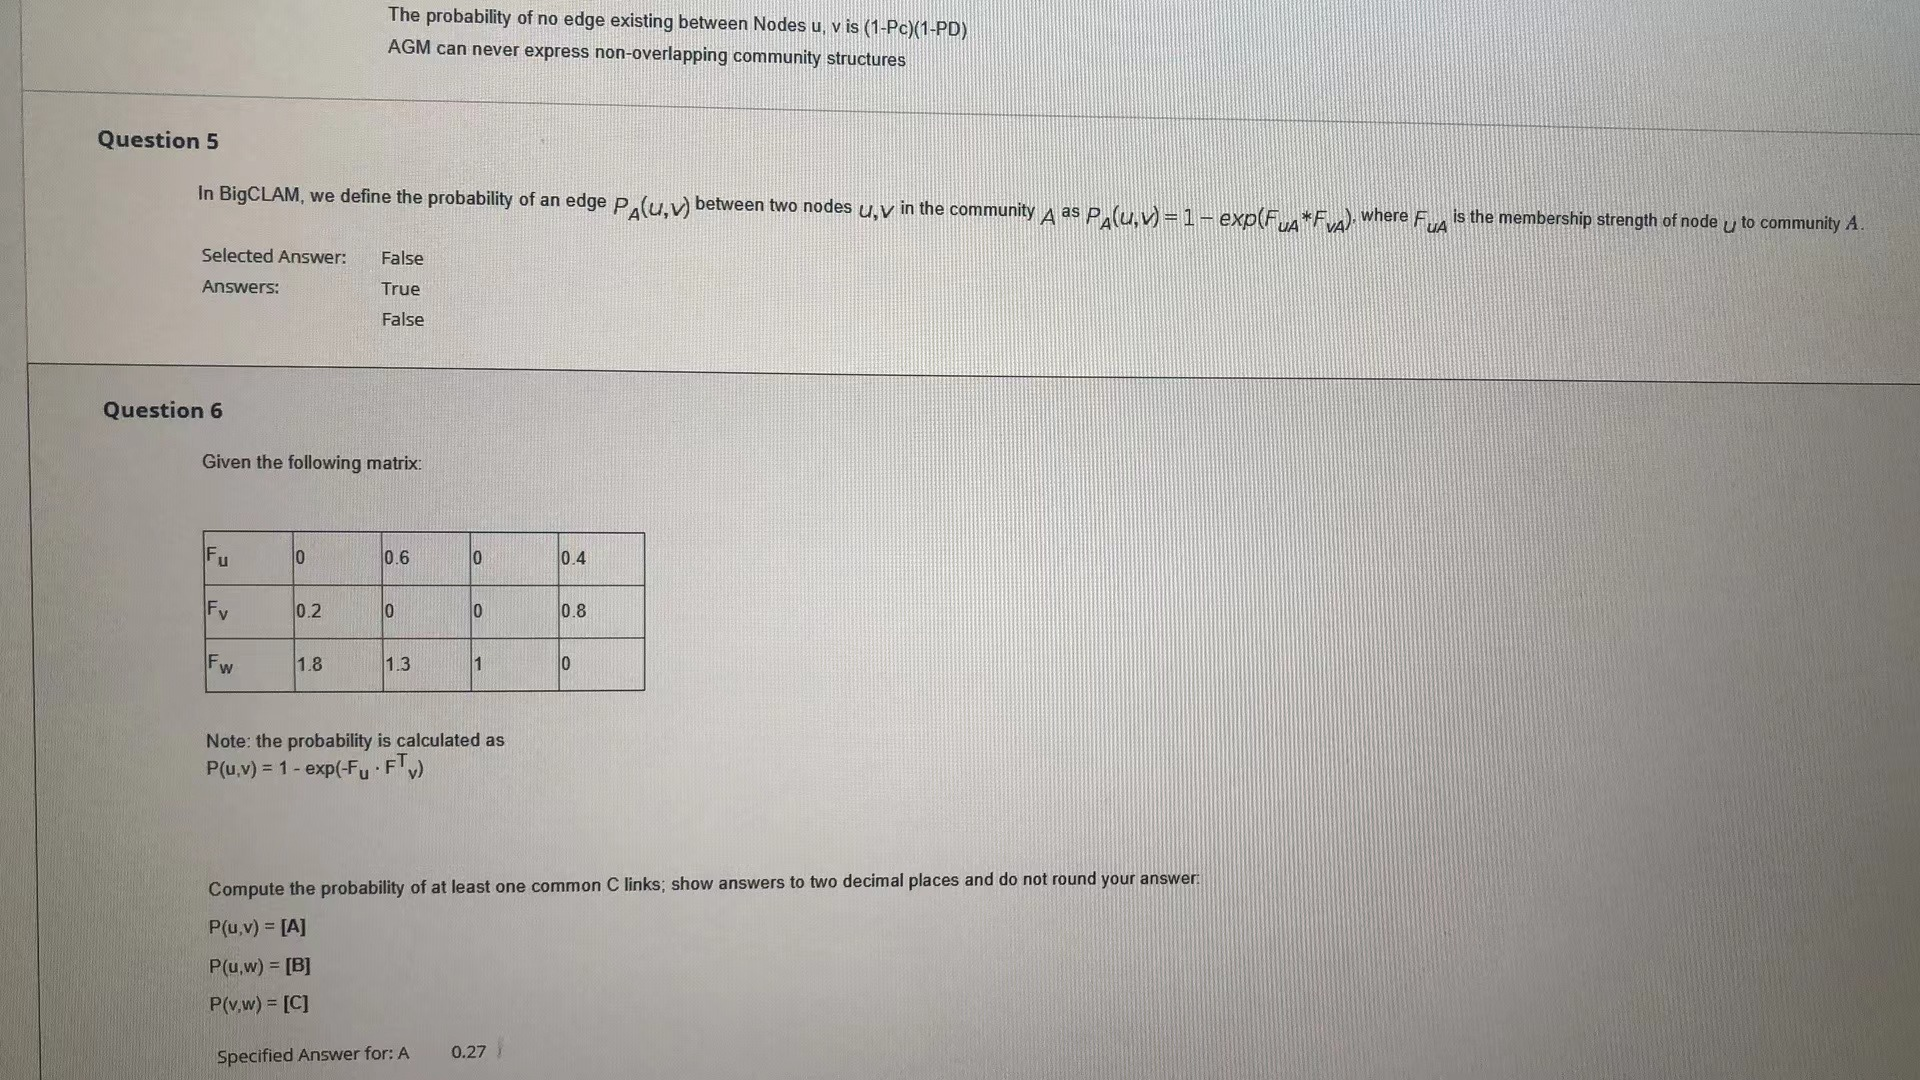 The probability of no edge existing between Nodes u, v is (1-Pc)(1-PD)
AGM can never express non-overlapping community structures
Question 5
In BigCLAM, we define the probability of an edge P_A(u,v) between two nodes u,v in the community A as P_A(u,v)=1-exp(F_uA*F_vA), where F_uA is the membership strength of node u to community A.
Selected Answer: False
Answers: True
False
Question 6
Given the following matrix:
Fu 0 0.6 0 0.4
Fv 0.2 0 0 0.8
Fw 1.8 1.3 1 0
Note: the probability is calculated as
P(u,v) = 1 - exp(-Fu · F^Tv)
Compute the probability of at least one common C links; show answers to two decimal places and do not round your answer:
P(u,v) = [A]
P(u,w) = [B]
P(v,w) = [C]
Specified Answer for: A 0.27